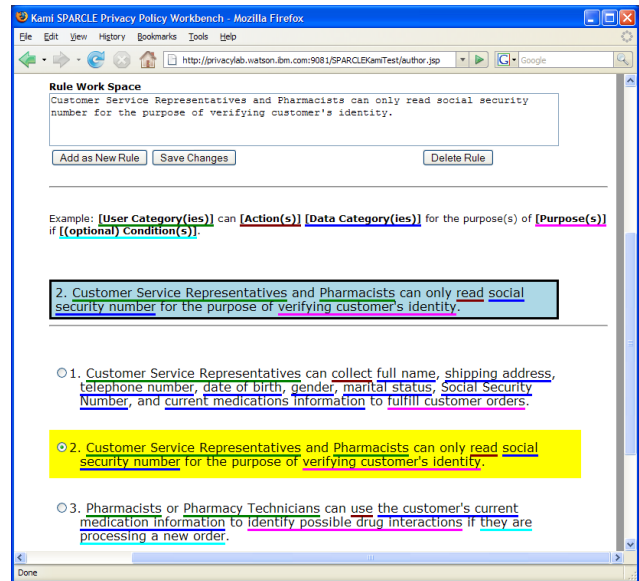 Kami SPARCLE Privacy Policy Workbench - Mozilla Firefox
File Edit View History Bookmarks Tools Help
http://privacylab.watson.ibm.com:9081/SPARCLEKamiTest/author.jsp
G Google
Rule Work Space
Customer Service Representatives and Pharmacists can only read social security
number for the purpose of verifying customer's identity.
Add as New Rule Save Changes Delete Rule
Example: [User Category(ies)] can [Action(s)] [Data Category(ies)] for the purpose(s) of [Purpose(s)]
if [(optional) Condition(s)].
2. Customer Service Representatives and Pharmacists can only read social
security number for the purpose of verifying customer's identity.
1. Customer Service Representatives can collect full name, shipping address,
telephone number, date of birth, gender, marital status, Social Security
Number, and current medications information to fulfill customer orders.
2. Customer Service Representatives and Pharmacists can only read social
security number for the purpose of verifying customer's identity.
3. Pharmacists or Pharmacy Technicians can use the customer's current
medication information to identify possible drug interactions if they are
processing a new order.
Done